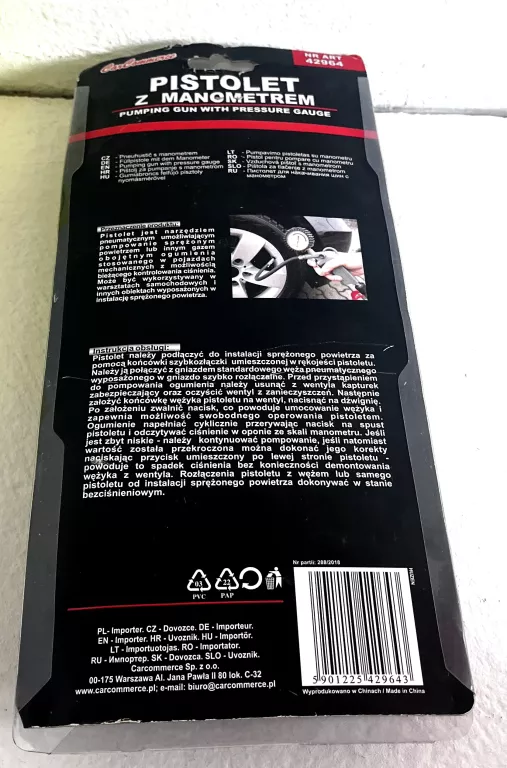 CarCommerce
NR ART
42964
PISTOLET
Z MANOMETREM
PUMPING GUN WITH PRESSURE GAUGE
CZ - Pneuhustič s manometrem
DE - Füllpistole mit dem Manometer
EN - Pumping gun with pressure gauge
HR - Pištolj za pumpanje s manometrom
HU - Gumiabroncs felfújó pisztoly
nyomásmérővel
LT - Pumpavimo pistoletas su manometru
RO - Pistol pentru pompare cu manometru
SK - Vzduchová pištoľ s manometrom
SLO - Pištola za tlačenje z manometrom
RU - Пистолет для накачивания шин с
манометром
Przeznaczenie produktu:
Pistolet jest narzędziem
pneumatycznym umożliwiającym
pompowanie sprężonym
powietrzem lub innym gazem
obojętnym ogumienia
stosowanego w pojazdach
mechanicznych z możliwością
bieżącego kontrolowania ciśnienia.
Może być wykorzystywany w
warsztatach samochodowych i
innych obiektach wyposażonych w
instalację sprężonego powietrza.
Instrukcja obsługi:
Pistolet należy podłączyć do instalacji sprężonego powietrza za
pomocą końcówki szybkozłączki umieszczonej w rękojeści pistoletu.
Należy ją połączyć z gniazdem standardowego węża pneumatycznego
wyposażonego w gniazdo szybko rozłączalne. Przed przystąpieniem
do pompowania ogumienia należy usunąć z wentyla kapturek
zabezpieczający oraz oczyścić wentyl z zanieczyszczeń. Następnie
założyć końcówkę wężyka pistoletu na wentyl, nacisnąć na dźwignię.
Po założeniu zwalnić nacisk, co powoduje umocowanie wężyka i
zapewnia możliwość swobodnego operowania pistoletem.
Ogumienie napełniać cyklicznie przerywając nacisk na spust
pistoletu i odczytywać ciśnienie w oponie ze skali manometru. Jeśli
jest zbyt niskie - należy kontynuować pompowanie, jeśli natomiast
wartość została przekroczona można dokonać jego korekty
naciskając przycisk umieszczony po lewej stronie pistoletu -
powoduje to spadek ciśnienia bez konieczności demontowania
wężyka z wentyla. Rozłączenia pistoletu z wężem lub samego
pistoletu od instalacji sprężonego powietrza dokonywać w stanie
bezciśnieniowym.
Nr partii: 288/2018
03
PVC
22
PAP
PL- Importer. CZ - Dovozce. DE - Importeur.
EN - Importer. HR - Uvoznik. HU - Importőr.
LT - Importuotojas. RO - Importator.
RU - Импортер. SK - Dovozca. SLO - Uvoznik.
Carcommerce Sp. z o.o.
00-175 Warszawa Al. Jana Pawła II 80 lok. C-32
www.carcommerce.pl; e-mail: biuro@carcommerce.pl
5 901225 429643
Wyprodukowano w Chinach / Made in China